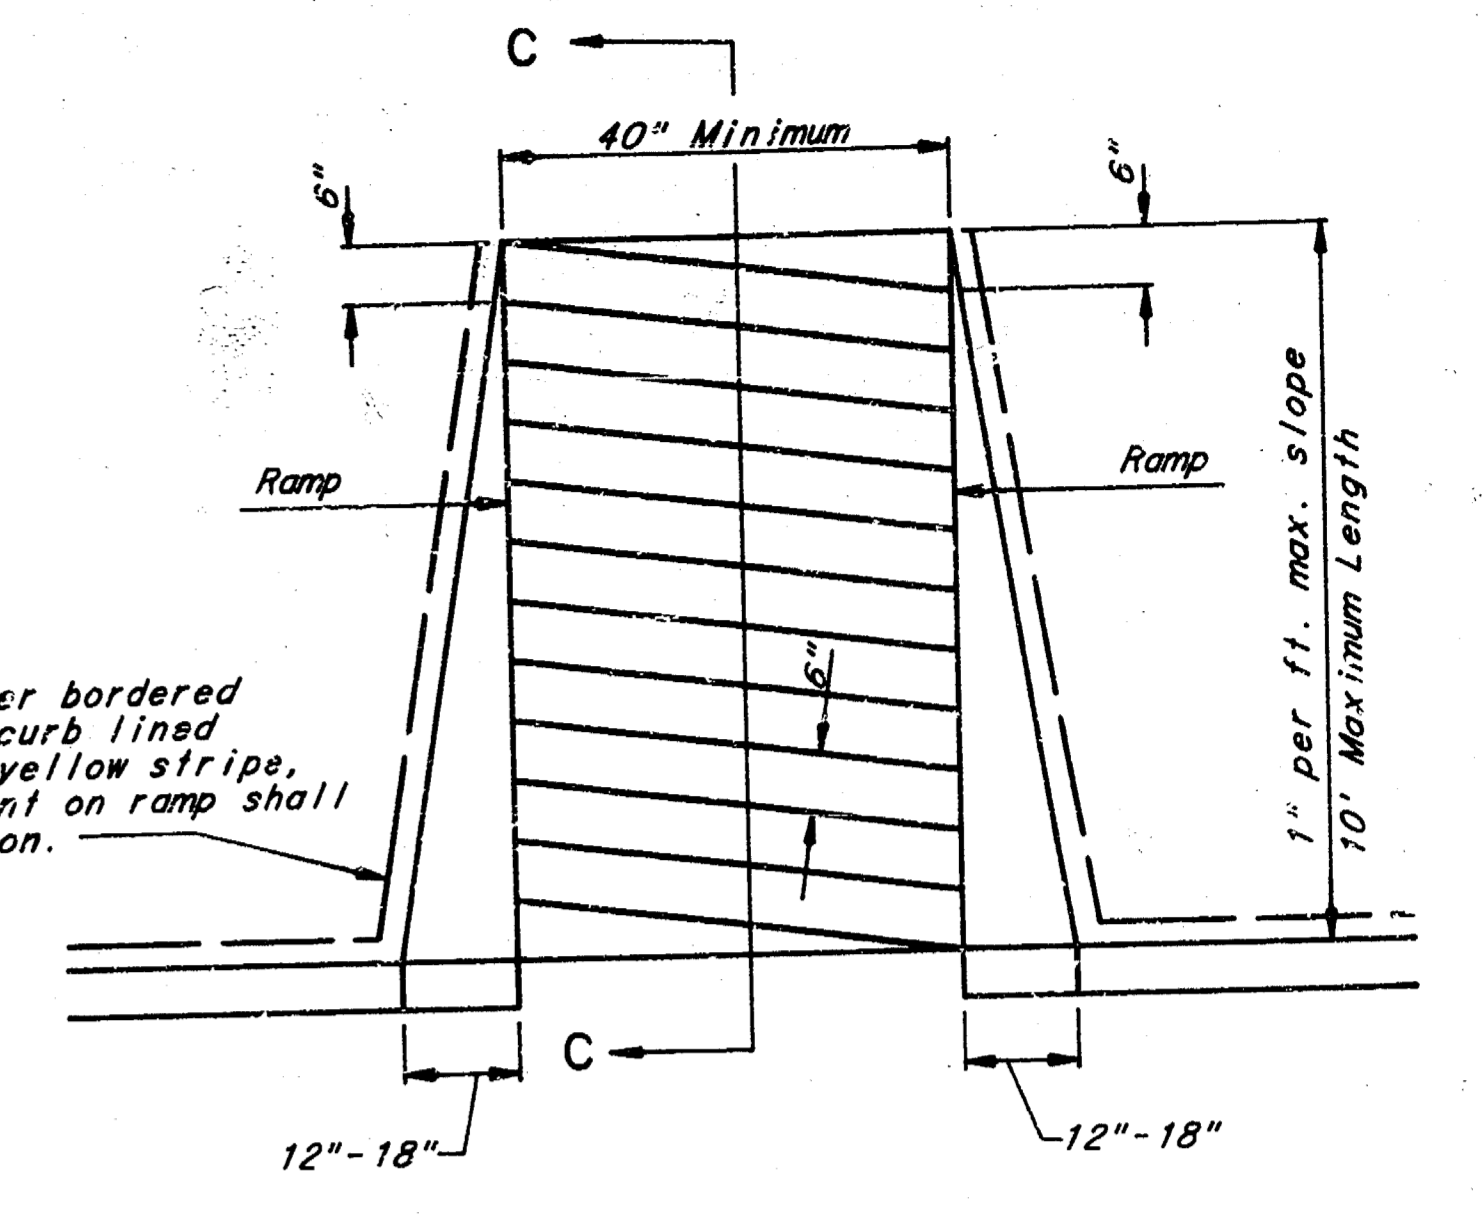 C
40" Minimum
6"
6"
Ramp
Ramp
1" per ft. max. slope
10' Maximum Length
6"
er bordered
curb lined
yellow stripe,
nt on ramp shall
on.
C
12"-18"
12"-18"